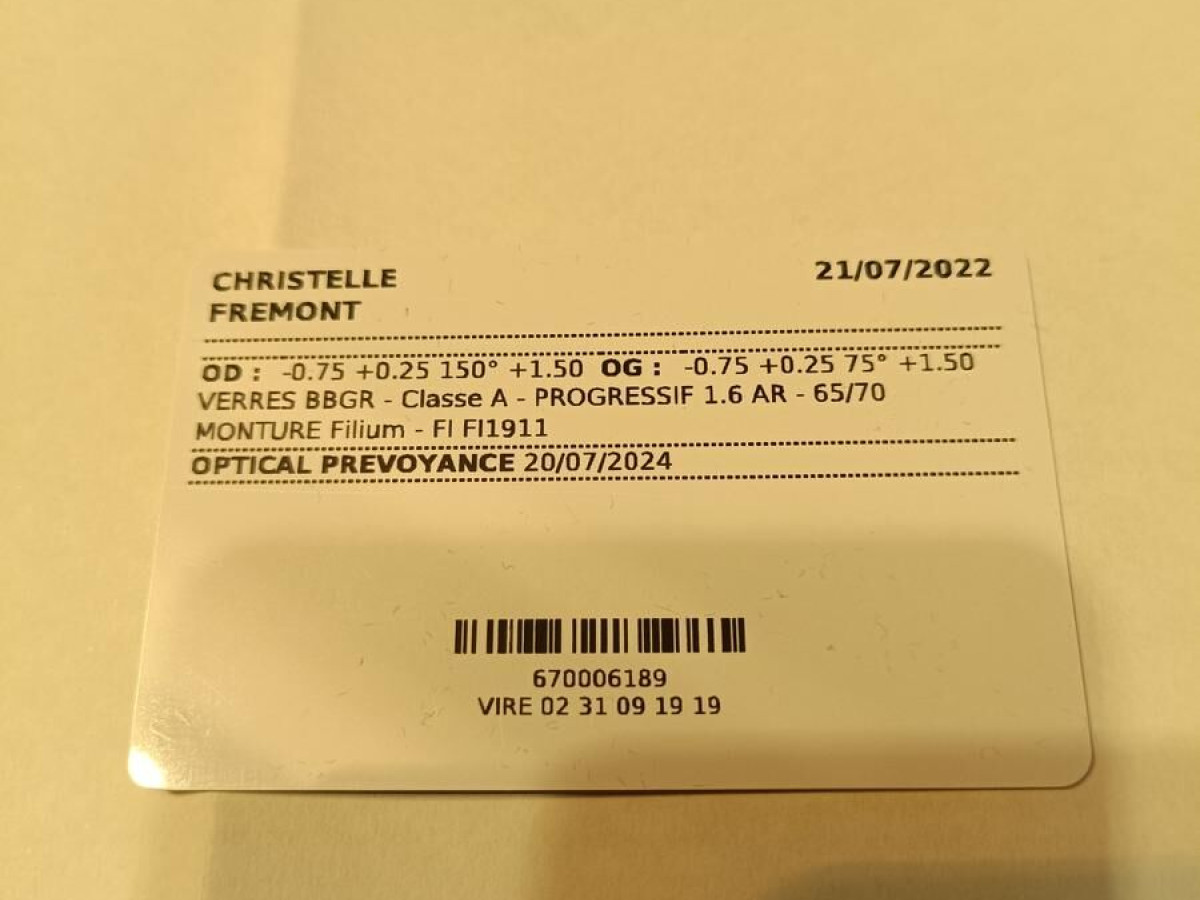 CHRISTELLE
FREMONT
21/07/2022
OD : -0.75 +0.25 150° +1.50 OG : -0.75 +0.25 75° +1.50
VERRES BBGR - Classe A - PROGRESSIF 1.6 AR - 65/70
MONTURE Filium - FI FI1911
OPTICAL PREVOYANCE 20/07/2024
670006189
VIRE 02 31 09 19 19